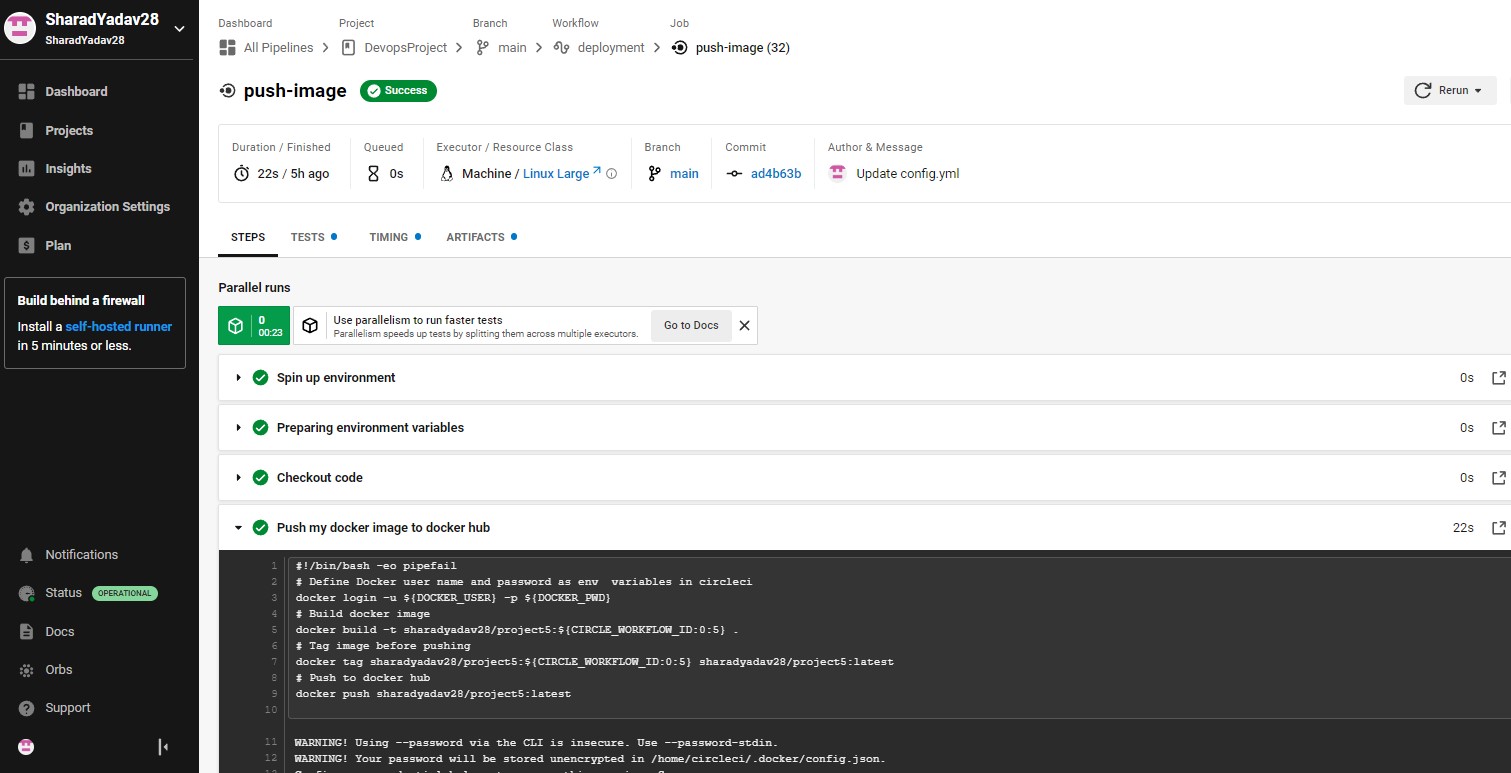 SharadYadav28
SharadYadav28
Dashboard
Projects
Insights
Organization Settings
Plan
Build behind a firewall
Install a self-hosted runner
in 5 minutes or less.
Notifications
Status OPERATIONAL
Docs
Orbs
Support
Dashboard Project Branch Workflow Job
All Pipelines DevopsProject main deployment push-image (32)
push-image Success
Rerun
Duration / Finished Queued Executor / Resource Class Branch Commit Author & Message
22s / 5h ago 0s Machine / Linux Large main ad4b63b Update config.yml
STEPS TESTS TIMING ARTIFACTS
Parallel runs
0
00:23
Use parallelism to run faster tests
Parallelism speeds up tests by splitting them across multiple executors.
Go to Docs
Spin up environment 0s
Preparing environment variables 0s
Checkout code 0s
Push my docker image to docker hub 22s
1 #!/bin/bash -eo pipefail
2 # Define Docker user name and password as env  variables in circleci
3 docker login -u ${DOCKER_USER} -p ${DOCKER_PWD}
4 # Build docker image
5 docker build -t sharadyadav28/project5:${CIRCLE_WORKFLOW_ID:0:5} .
6 # Tag image before pushing
7 docker tag sharadyadav28/project5:${CIRCLE_WORKFLOW_ID:0:5} sharadyadav28/project5:latest
8 # Push to docker hub
9 docker push sharadyadav28/project5:latest
10
11 WARNING! Using --password via the CLI is insecure. Use --password-stdin.
12 WARNING! Your password will be stored unencrypted in /home/circleci/.docker/config.json.